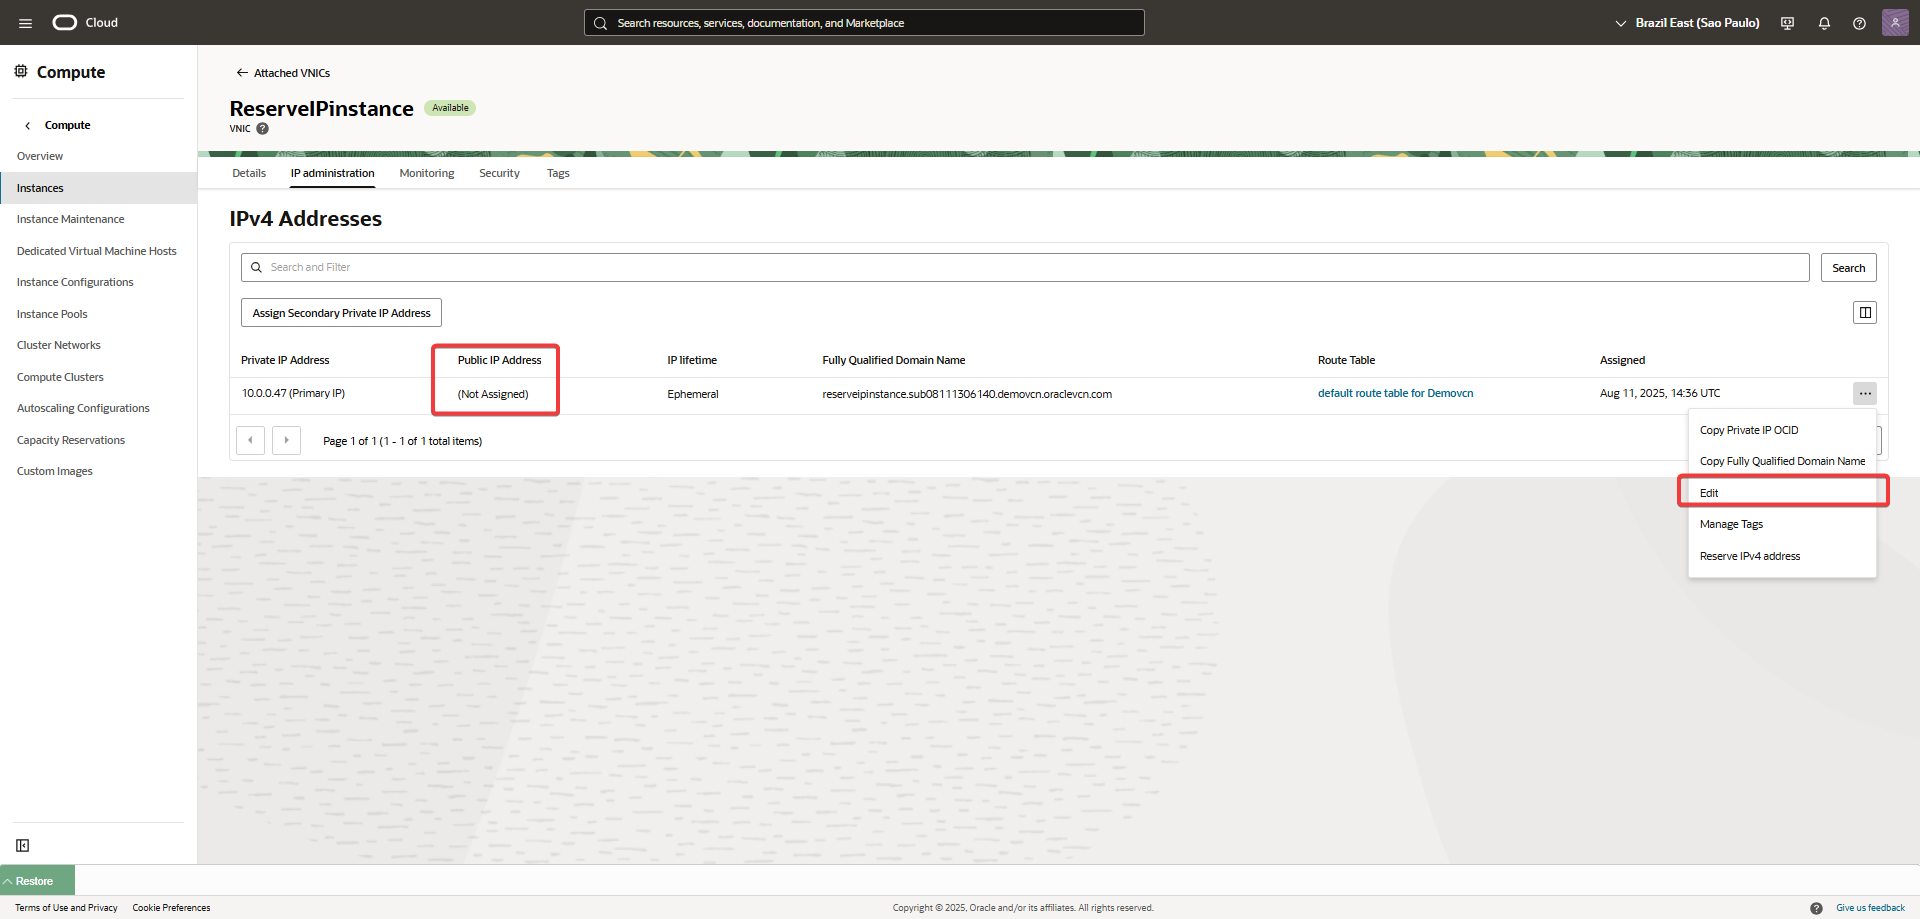 Cloud
Search resources, services, documentation, and Marketplace
Brazil East (Sao Paulo)
Compute
Compute
Overview
Instances
Instance Maintenance
Dedicated Virtual Machine Hosts
Instance Configurations
Instance Pools
Cluster Networks
Compute Clusters
Autoscaling Configurations
Capacity Reservations
Custom Images
Attached VNICs
ReserveIPinstance
Available
VNIC
Details
IP administration
Monitoring
Security
Tags
IPv4 Addresses
Search and Filter
Search
Assign Secondary Private IP Address
Private IP Address Public IP Address IP lifetime Fully Qualified Domain Name Route Table Assigned
10.0.0.47 (Primary IP) (Not Assigned) Ephemeral reserveipinstance.sub08111306140.demovcn.oraclevcn.com default route table for Demovcn Aug 11, 2025, 14:36 UTC
Page 1 of 1 (1 - 1 of 1 total items)
Copy Private IP OCID
Copy Fully Qualified Domain Name
Edit
Manage Tags
Reserve IPv4 address
Restore
Terms of Use and Privacy
Cookie Preferences
Copyright © 2025, Oracle and/or its affiliates. All rights reserved.
Give us feedback